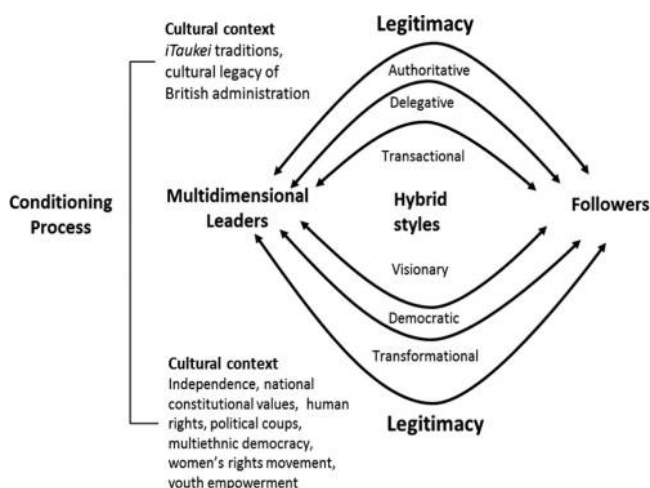 Cultural context
iTaukei traditions,
cultural legacy of
British administration
Legitimacy
Authoritative
Delegative
Transactional
Conditioning
Process
Multidimensional
Leaders
Hybrid
styles
Followers
Visionary
Democratic
Transformational
Legitimacy
Cultural context
Independence, national
constitutional values, human
rights, political coups,
multiethnic democracy,
women's rights movement,
youth empowerment